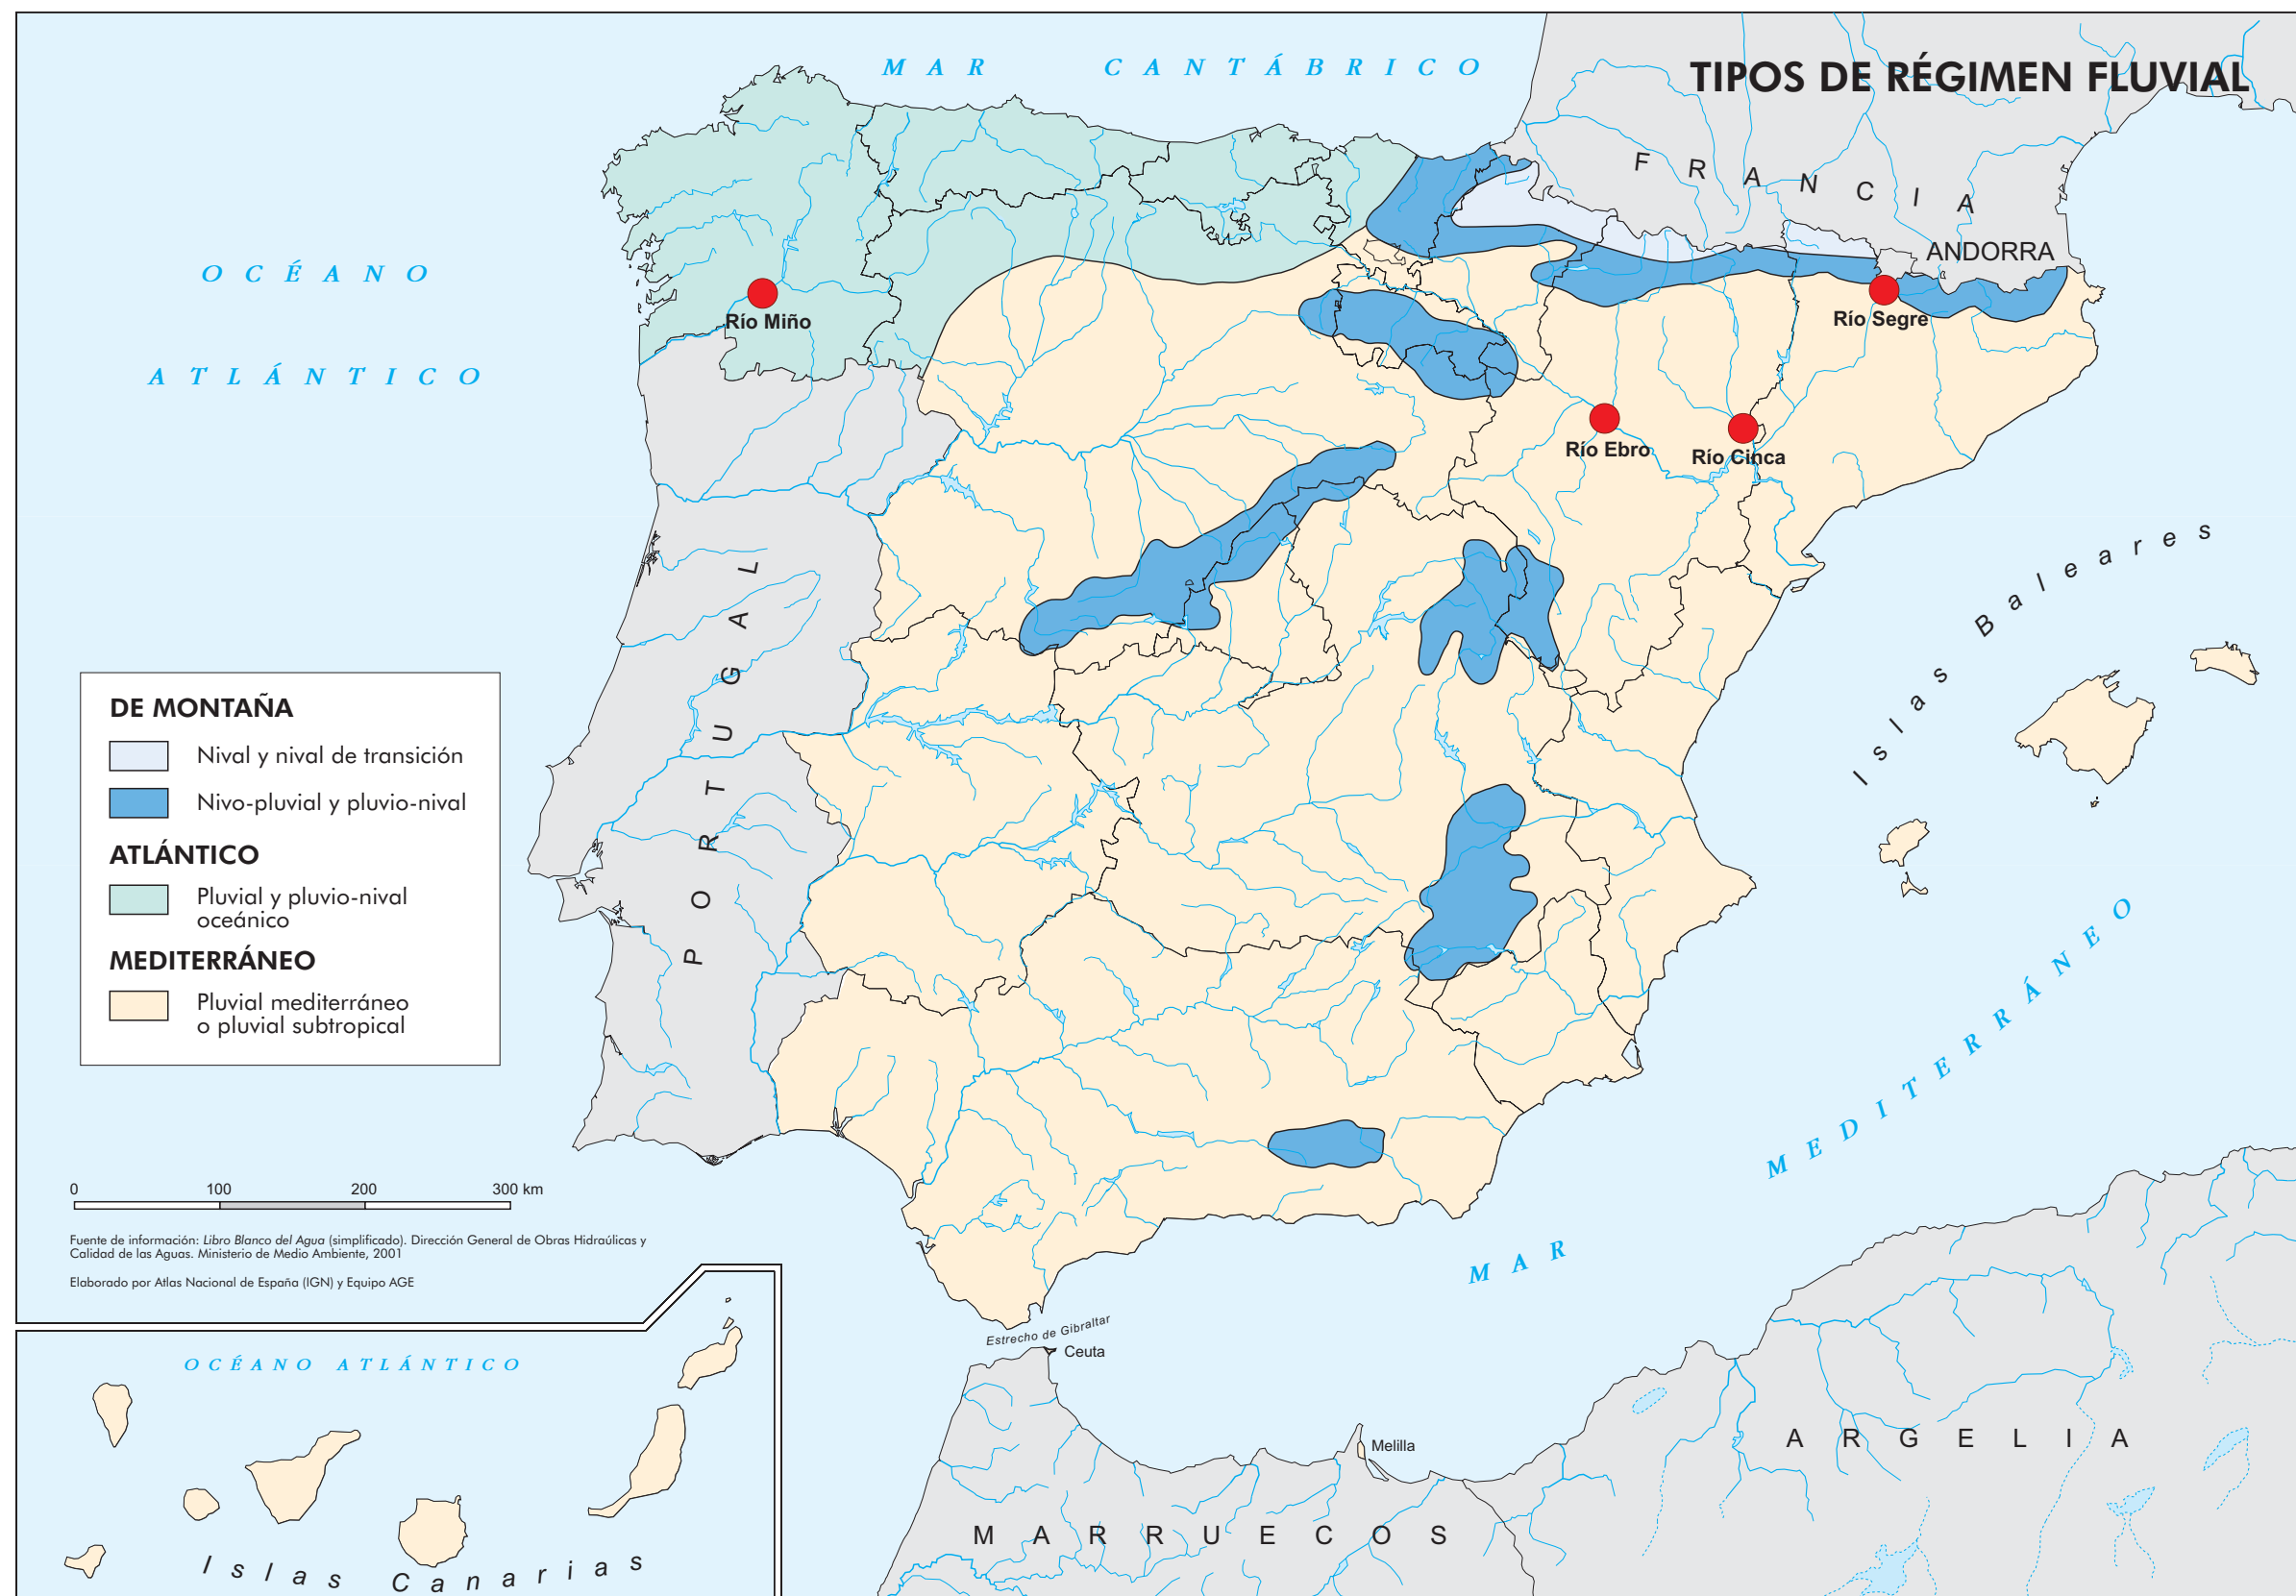 TIPOS DE RÉGIMEN FLUVIAL
MAR CANTÁBRICO
FRANCIA
ANDORRA
OCÉANO
ATLÁNTICO
Río Miño
Río Segre
Río Ebro
Río Cinca
PORTUGAL
Islas Baleares
MAR MEDITERRÁNEO
DE MONTAÑA
Nival y nival de transición
Nivo-pluvial y pluvio-nival
ATLÁNTICO
Pluvial y pluvio-nival
oceánico
MEDITERRÁNEO
Pluvial mediterráneo
o pluvial subtropical
0 100 200 300 km
Fuente de información: Libro Blanco del Agua (simplificado). Dirección General de Obras Hidraúlicas y
Calidad de las Aguas. Ministerio de Medio Ambiente, 2001
Elaborado por Atlas Nacional de España (IGN) y Equipo AGE
Estrecho de Gibraltar
Ceuta
Melilla
OCÉANO ATLÁNTICO
Islas Canarias
MARRUECOS
ARGELIA